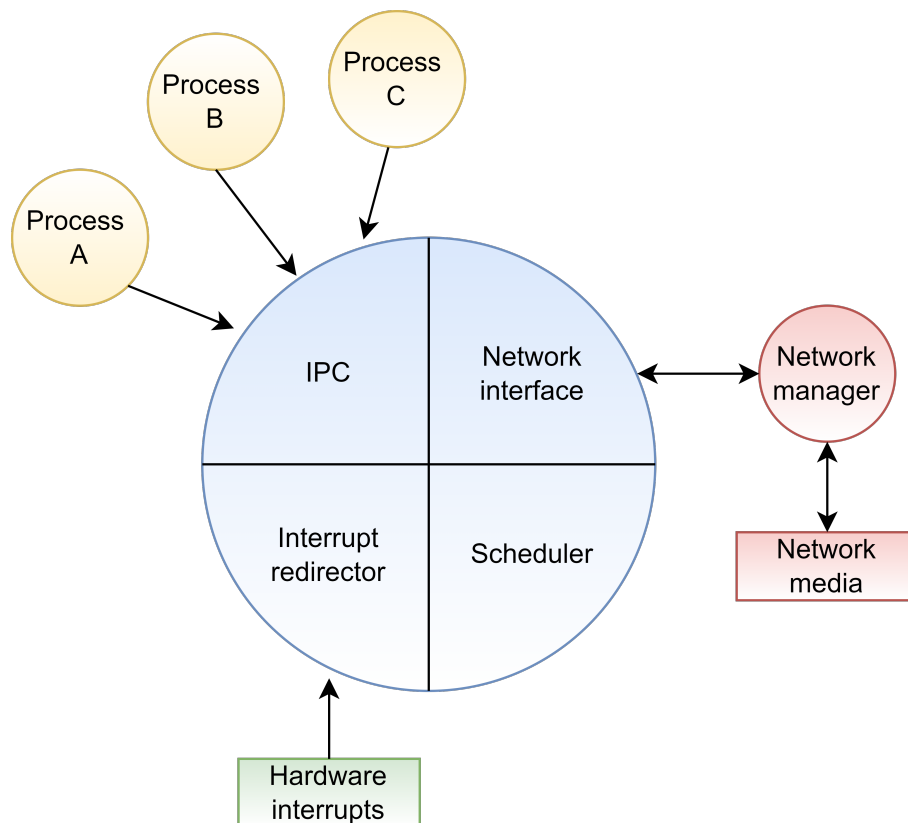 Process
C
Process
B
Process
A
IPC
Network
interface
Network
manager
Interrupt
redirector
Scheduler
Network
media
Hardware
interrupts